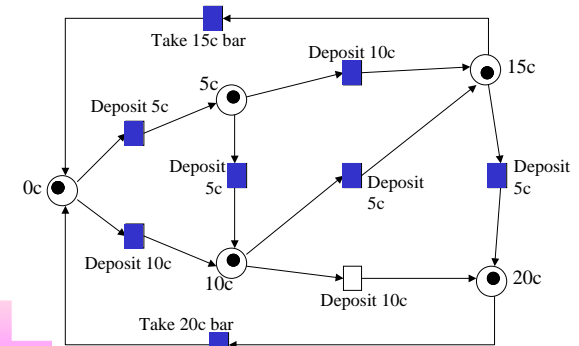 Take 15c bar
Deposit 10c
15c
5c
Deposit 5c
Deposit
5c
Deposit
5c
Deposit
5c
0c
Deposit 10c
10c
20c
Deposit 10c
Take 20c bar